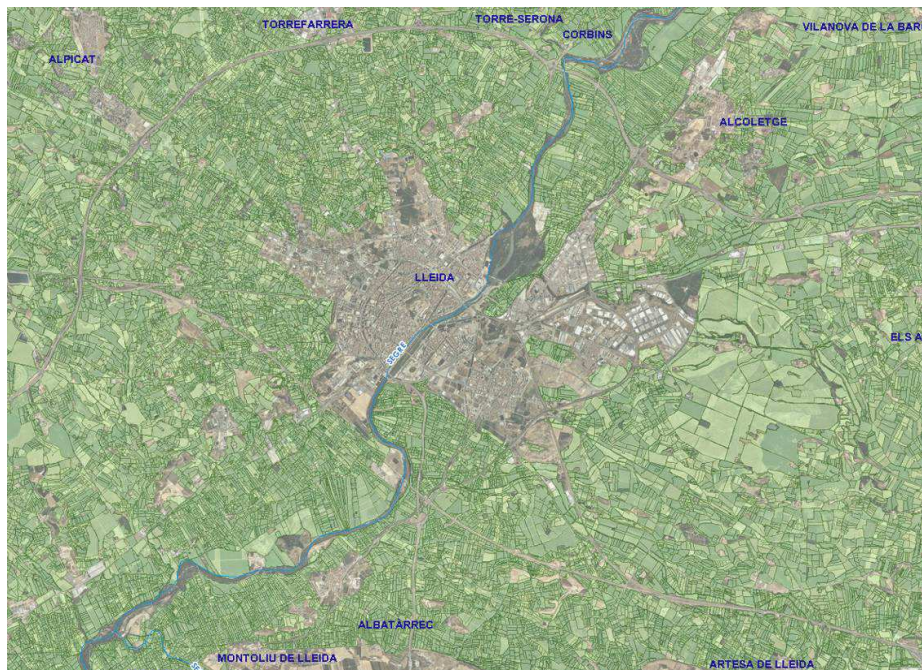 TORRE-SERONA
TORREFARRERA
VILANOVA DE LA BAR
CORBINS
ALPICAT
ALCOLETGE
LLEIDA
ELS A
SEGRE
ALBATÀRREC
MONTOLIU DE LLEIDA
ARTESA DE LLEIDA